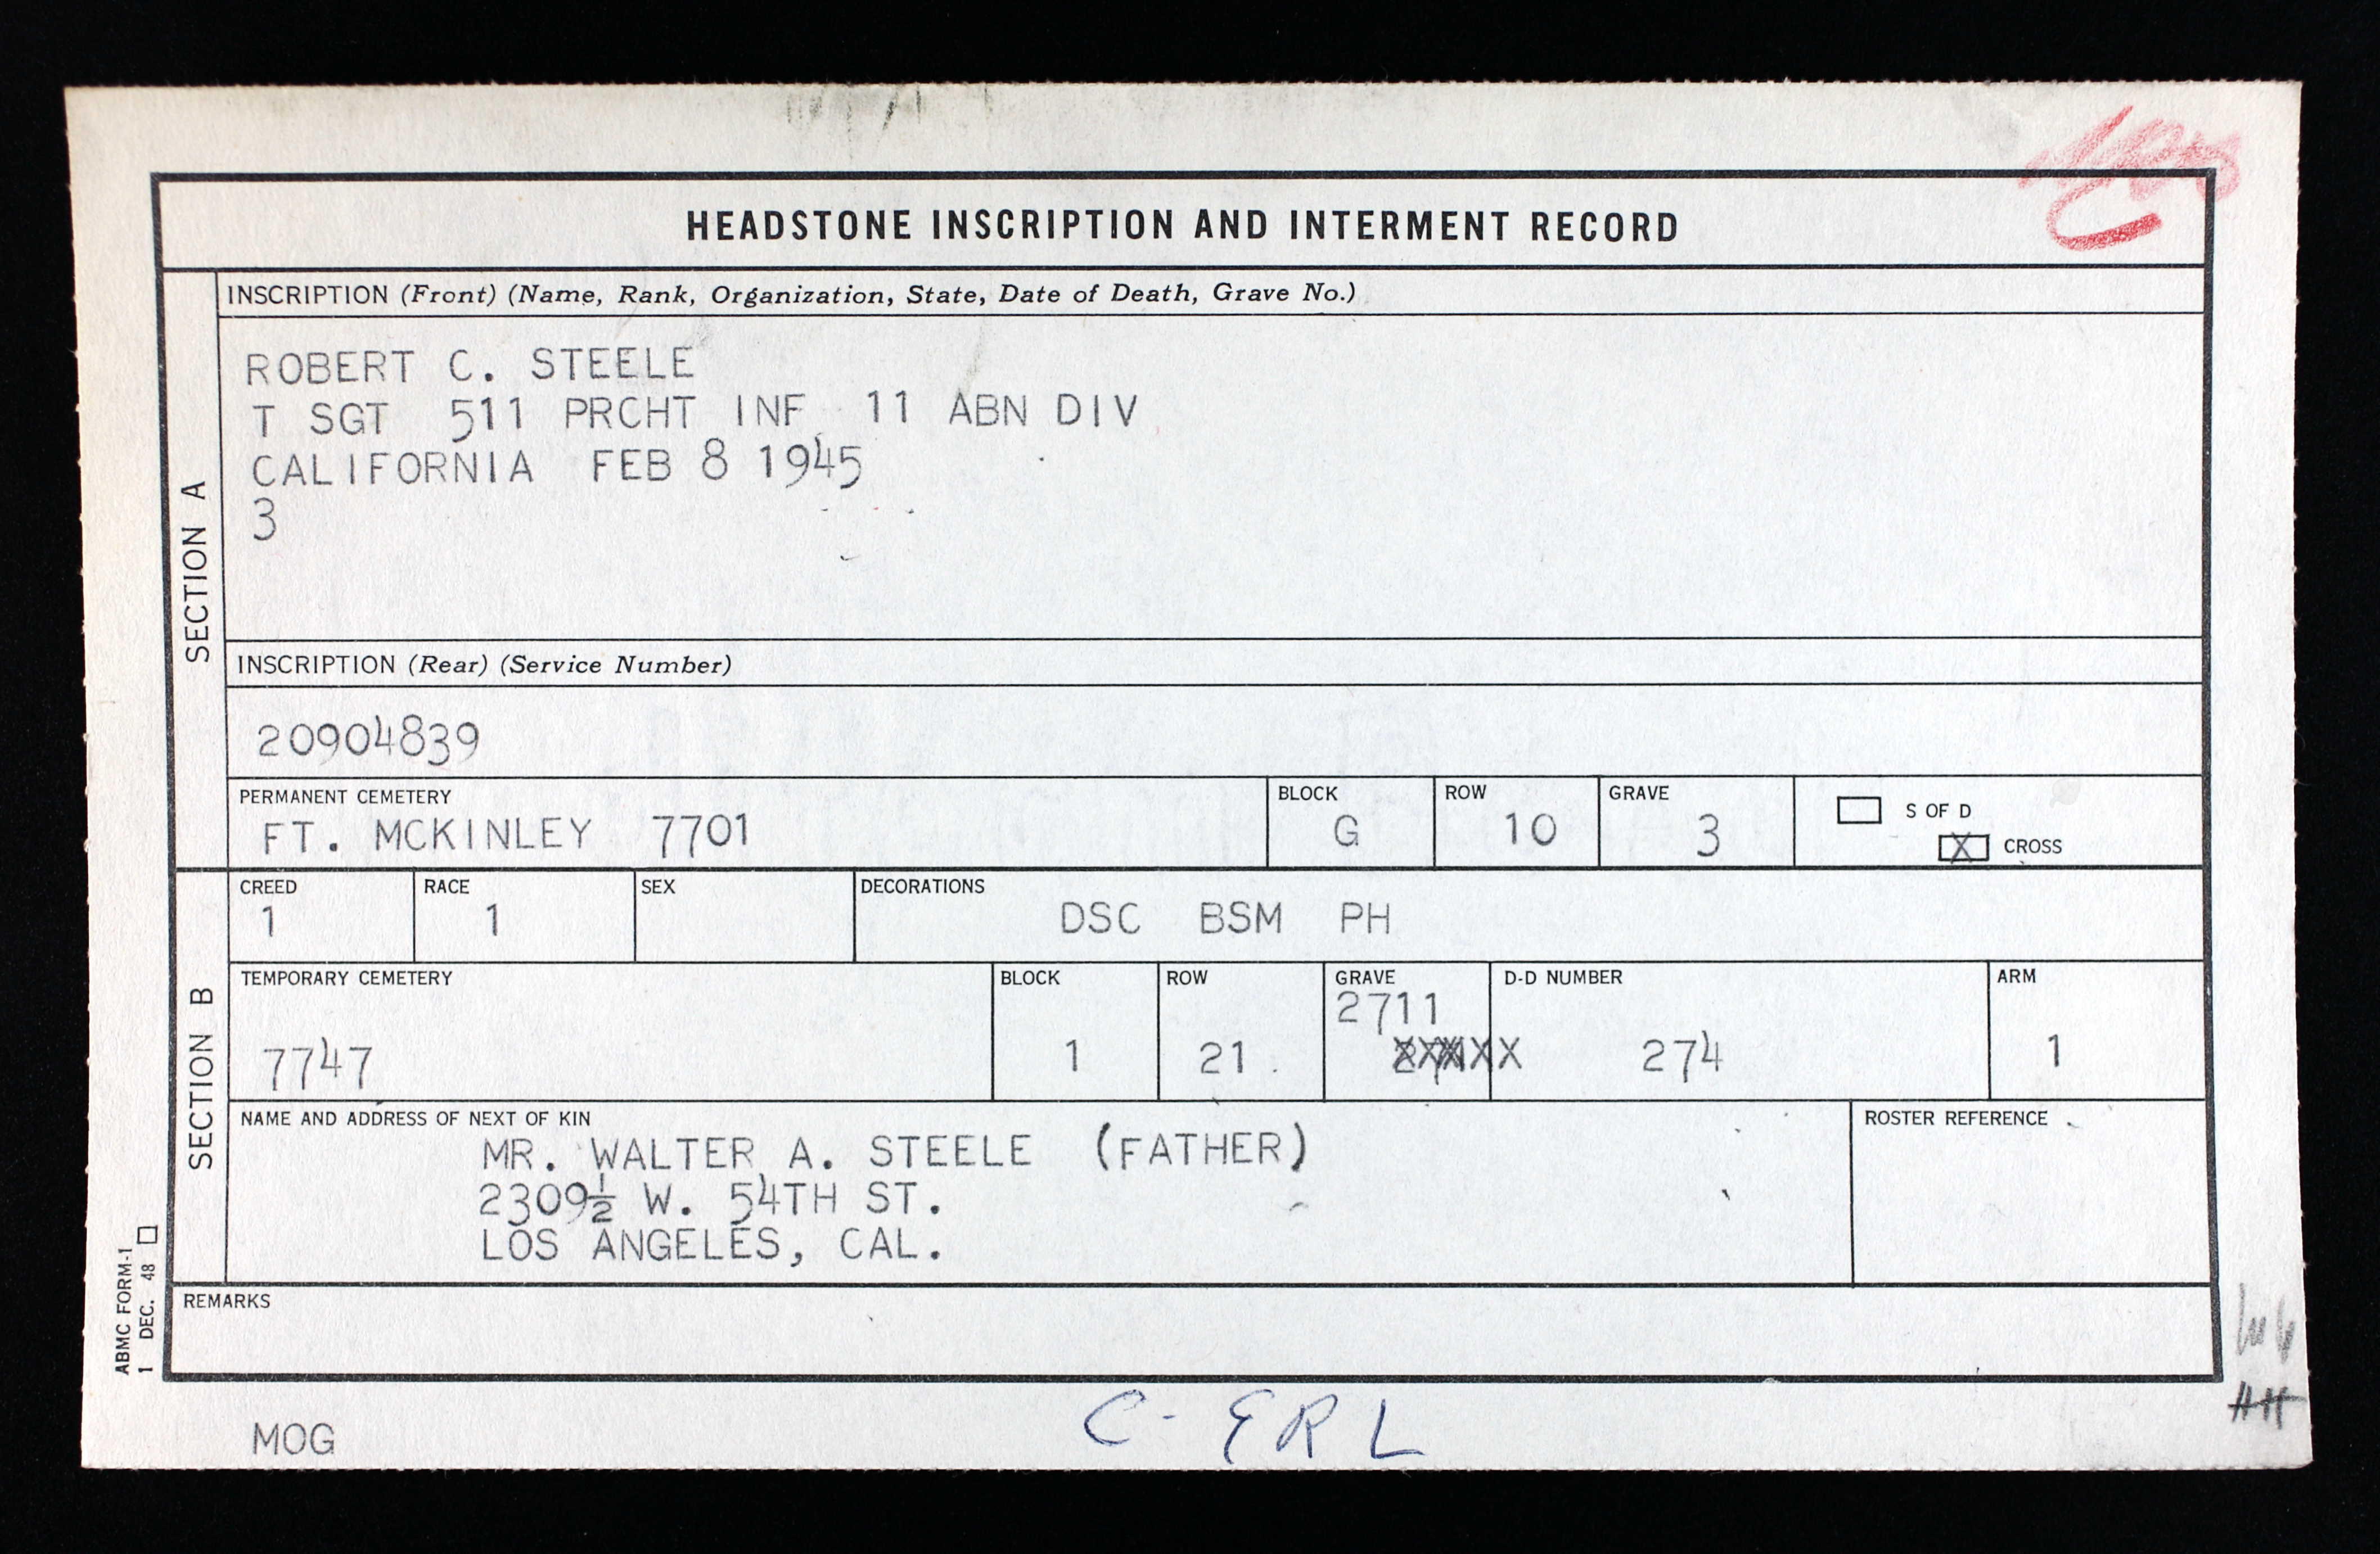 HEADSTONE INSCRIPTION AND INTERMENT RECORD
SECTION A
INSCRIPTION (Front) (Name, Rank, Organization, State, Date of Death, Grave No.)
ROBERT C. STEELE
T SGT 511 PRCHT INF 11 ABN DIV
CALIFORNIA FEB 8 1945
3
INSCRIPTION (Rear) (Service Number)
20904839
PERMANENT CEMETERY
FT. MCKINLEY 7701
BLOCK
G
ROW
10
GRAVE
3
S OF D
X CROSS
SECTION B
CREED
1
RACE
1
SEX
DECORATIONS
DSC BSM PH
TEMPORARY CEMETERY
7747
BLOCK
1
ROW
21
GRAVE
2711
D-D NUMBER
274
ARM
1
NAME AND ADDRESS OF NEXT OF KIN
MR. WALTER A. STEELE (FATHER)
2309½ W. 54TH ST.
LOS ANGELES, CAL.
ROSTER REFERENCE
REMARKS
ABMC FORM-1
1 DEC. 48
MOG
C- ERL